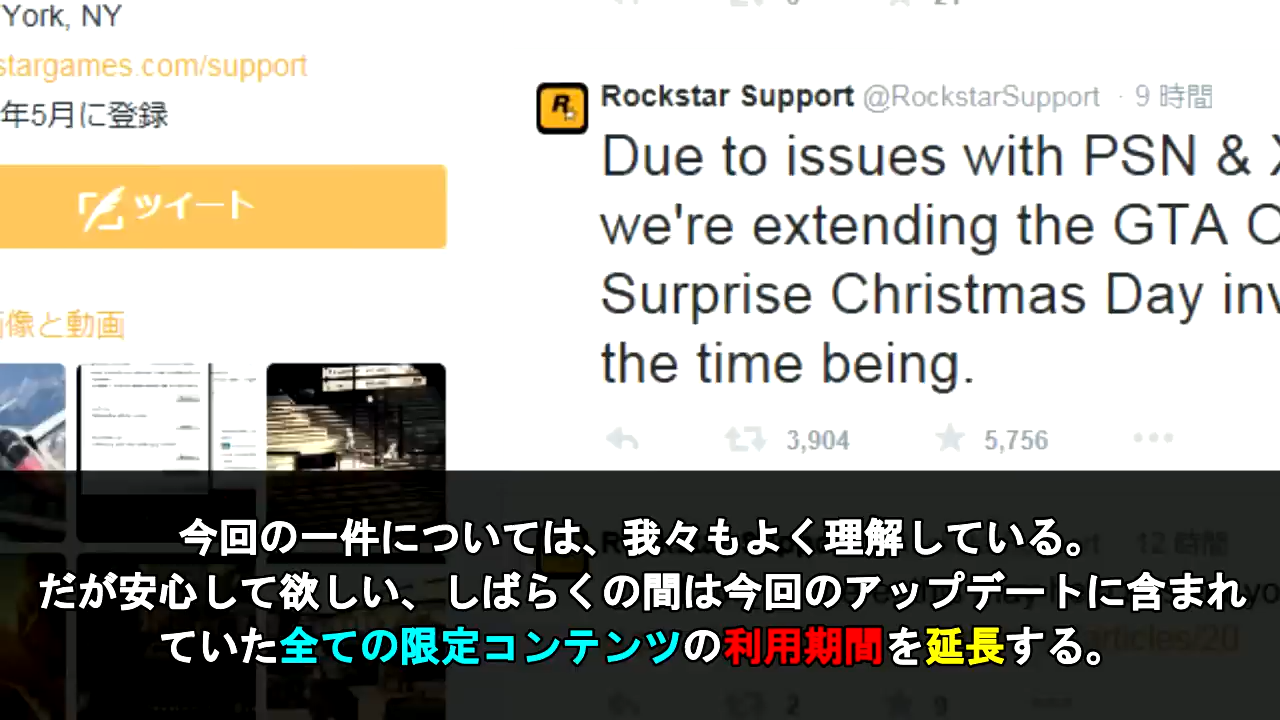 York, NY
stargames.com/support
年5月に登録
ツイート
像と動画
Rockstar Support @RockstarSupport · 9 時間
Due to issues with PSN &
we're extending the GTA
Surprise Christmas Day inv
the time being.
3,904 5,756
12 時間
今回の一件については、我々もよく理解している。
だが安心して欲しい、しばらくの間は今回のアップデートに含まれ
ていた全ての限定コンテンツの利用期間を延長する。
articles/20
2 9